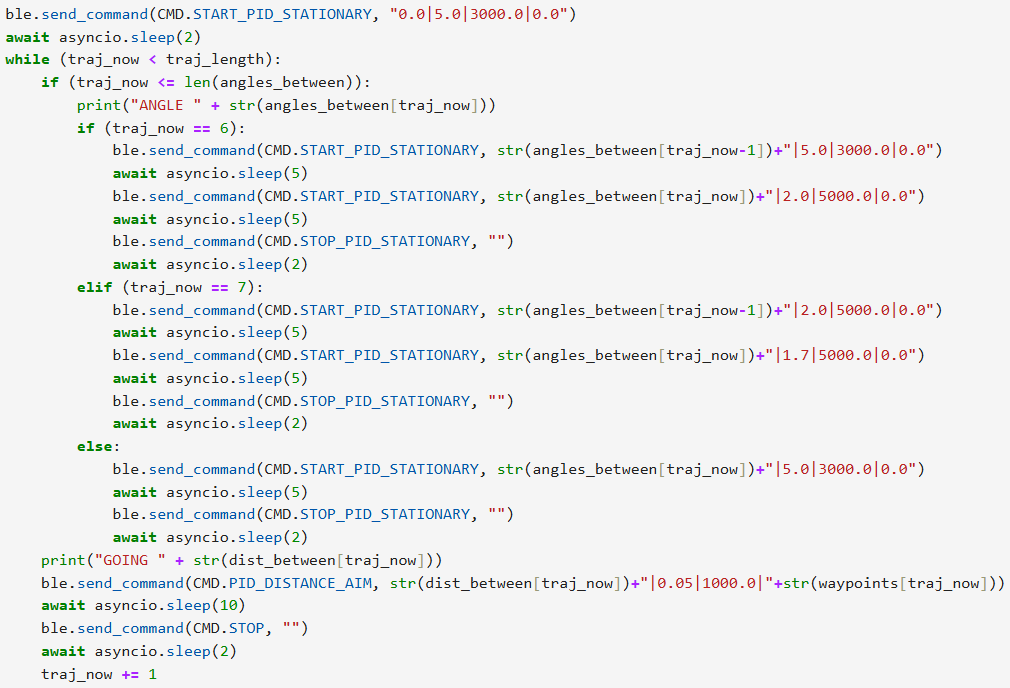 ble.send_command(CMD.START_PID_STATIONARY, "0.0|5.0|3000.0|0.0")
await asyncio.sleep(2)
while (traj_now < traj_length):
    if (traj_now <= len(angles_between)):
        print("ANGLE " + str(angles_between[traj_now]))
        if (traj_now == 6):
            ble.send_command(CMD.START_PID_STATIONARY, str(angles_between[traj_now-1])+"|5.0|3000.0|0.0")
            await asyncio.sleep(5)
            ble.send_command(CMD.START_PID_STATIONARY, str(angles_between[traj_now])+"|2.0|5000.0|0.0")
            await asyncio.sleep(5)
            ble.send_command(CMD.STOP_PID_STATIONARY, "")
            await asyncio.sleep(2)
        elif (traj_now == 7):
            ble.send_command(CMD.START_PID_STATIONARY, str(angles_between[traj_now-1])+"|2.0|5000.0|0.0")
            await asyncio.sleep(5)
            ble.send_command(CMD.START_PID_STATIONARY, str(angles_between[traj_now])+"|1.7|5000.0|0.0")
            await asyncio.sleep(5)
            ble.send_command(CMD.STOP_PID_STATIONARY, "")
            await asyncio.sleep(2)
        else:
            ble.send_command(CMD.START_PID_STATIONARY, str(angles_between[traj_now])+"|5.0|3000.0|0.0")
            await asyncio.sleep(5)
            ble.send_command(CMD.STOP_PID_STATIONARY, "")
            await asyncio.sleep(2)
    print("GOING " + str(dist_between[traj_now]))
    ble.send_command(CMD.PID_DISTANCE_AIM, str(dist_between[traj_now])+"|0.05|1000.0|"+str(waypoints[traj_now]))
    await asyncio.sleep(10)
    ble.send_command(CMD.STOP, "")
    await asyncio.sleep(2)
    traj_now += 1